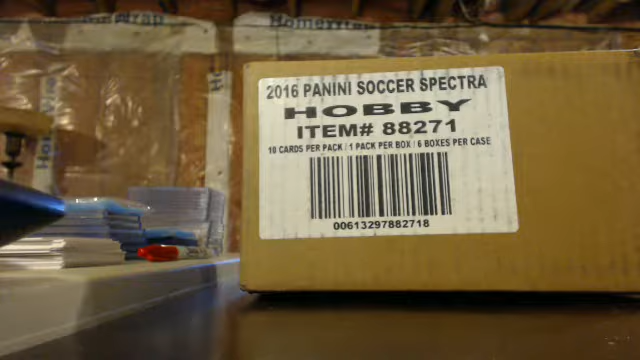 HomeWrap
2016 PANINI SOCCER SPECTRA
HOBBY
ITEM# 88271
10 CARDS PER PACK / 1 PACK PER BOX / 6 BOXES PER CASE
00613297882718